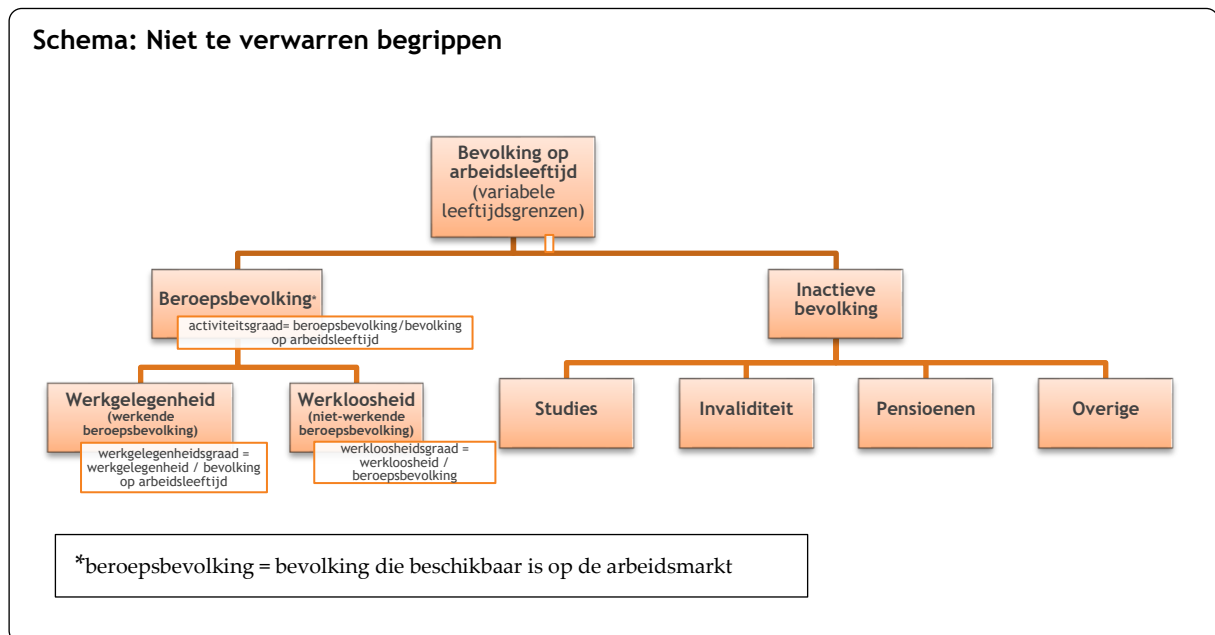 Schema: Niet te verwarren begrippen
Bevolking op
arbeidsleeftijd
(variabele
leeftijdsgrenzen)
Beroepsbevolking*
activiteitsgraad= beroepsbevolking/bevolking
op arbeidsleeftijd
Inactieve
bevolking
Werkgelegenheid
(werkende
beroepsbevolking)
werkgelegenheidsgraad =
werkgelegenheid / bevolking
op arbeidsleeftijd
Werkloosheid
(niet-werkende
beroepsbevolking)
werkloosheidsgraad =
werkloosheid /
beroepsbevolking
Studies
Invaliditeit
Pensioenen
Overige
*beroepsbevolking = bevolking die beschikbaar is op de arbeidsmarkt